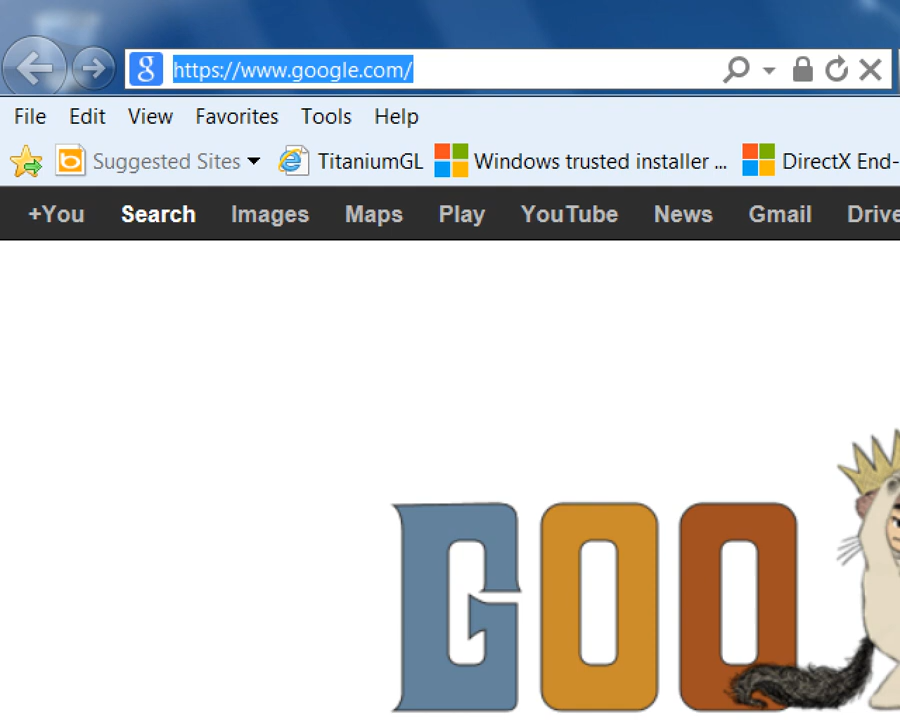 https://www.google.com/
File Edit View Favorites Tools Help
Suggested Sites TitaniumGL Windows trusted installer ... DirectX End-
+You Search Images Maps Play YouTube News Gmail Drive
GOO